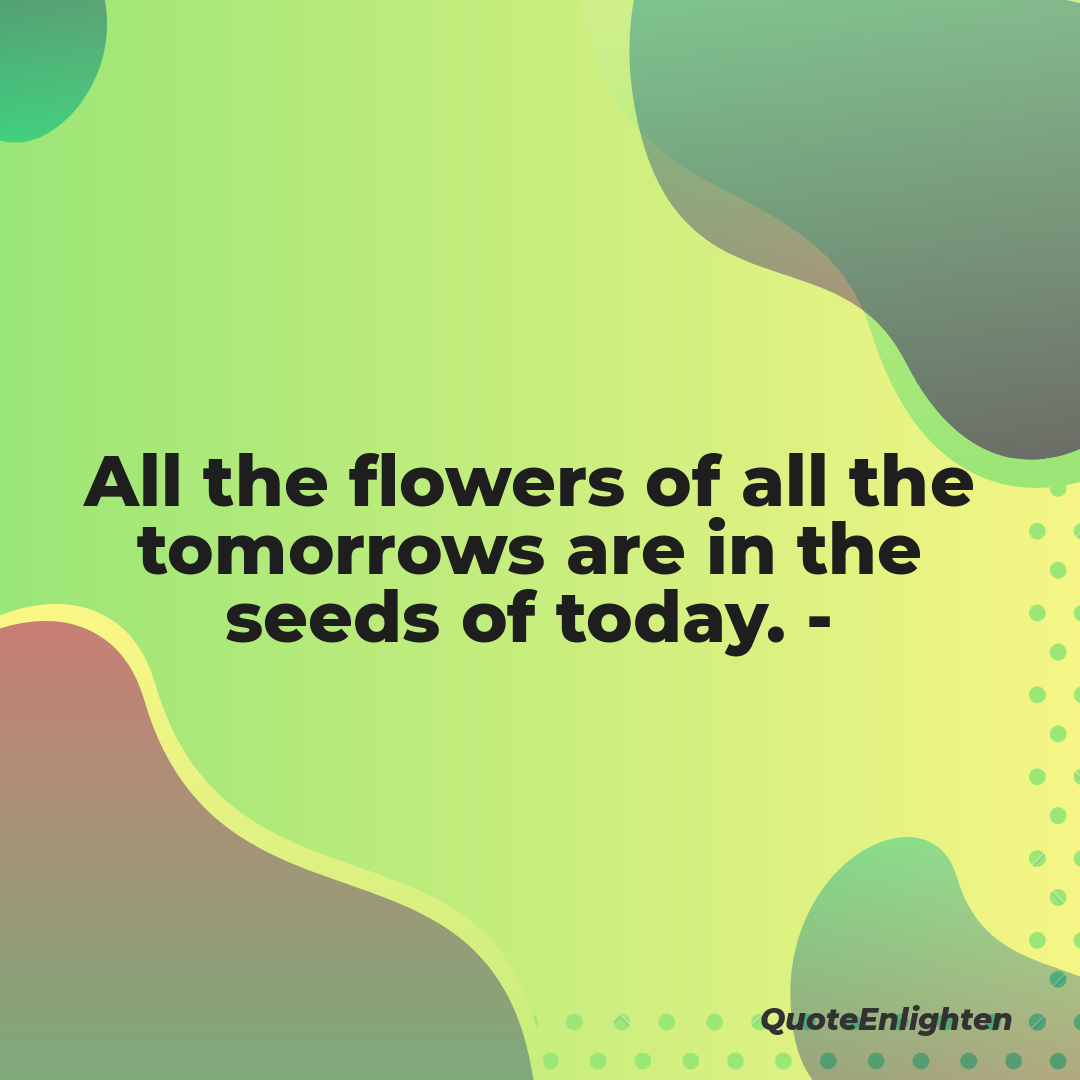 All the flowers of all the
tomorrows are in the
seeds of today. -
QuoteEnlighten